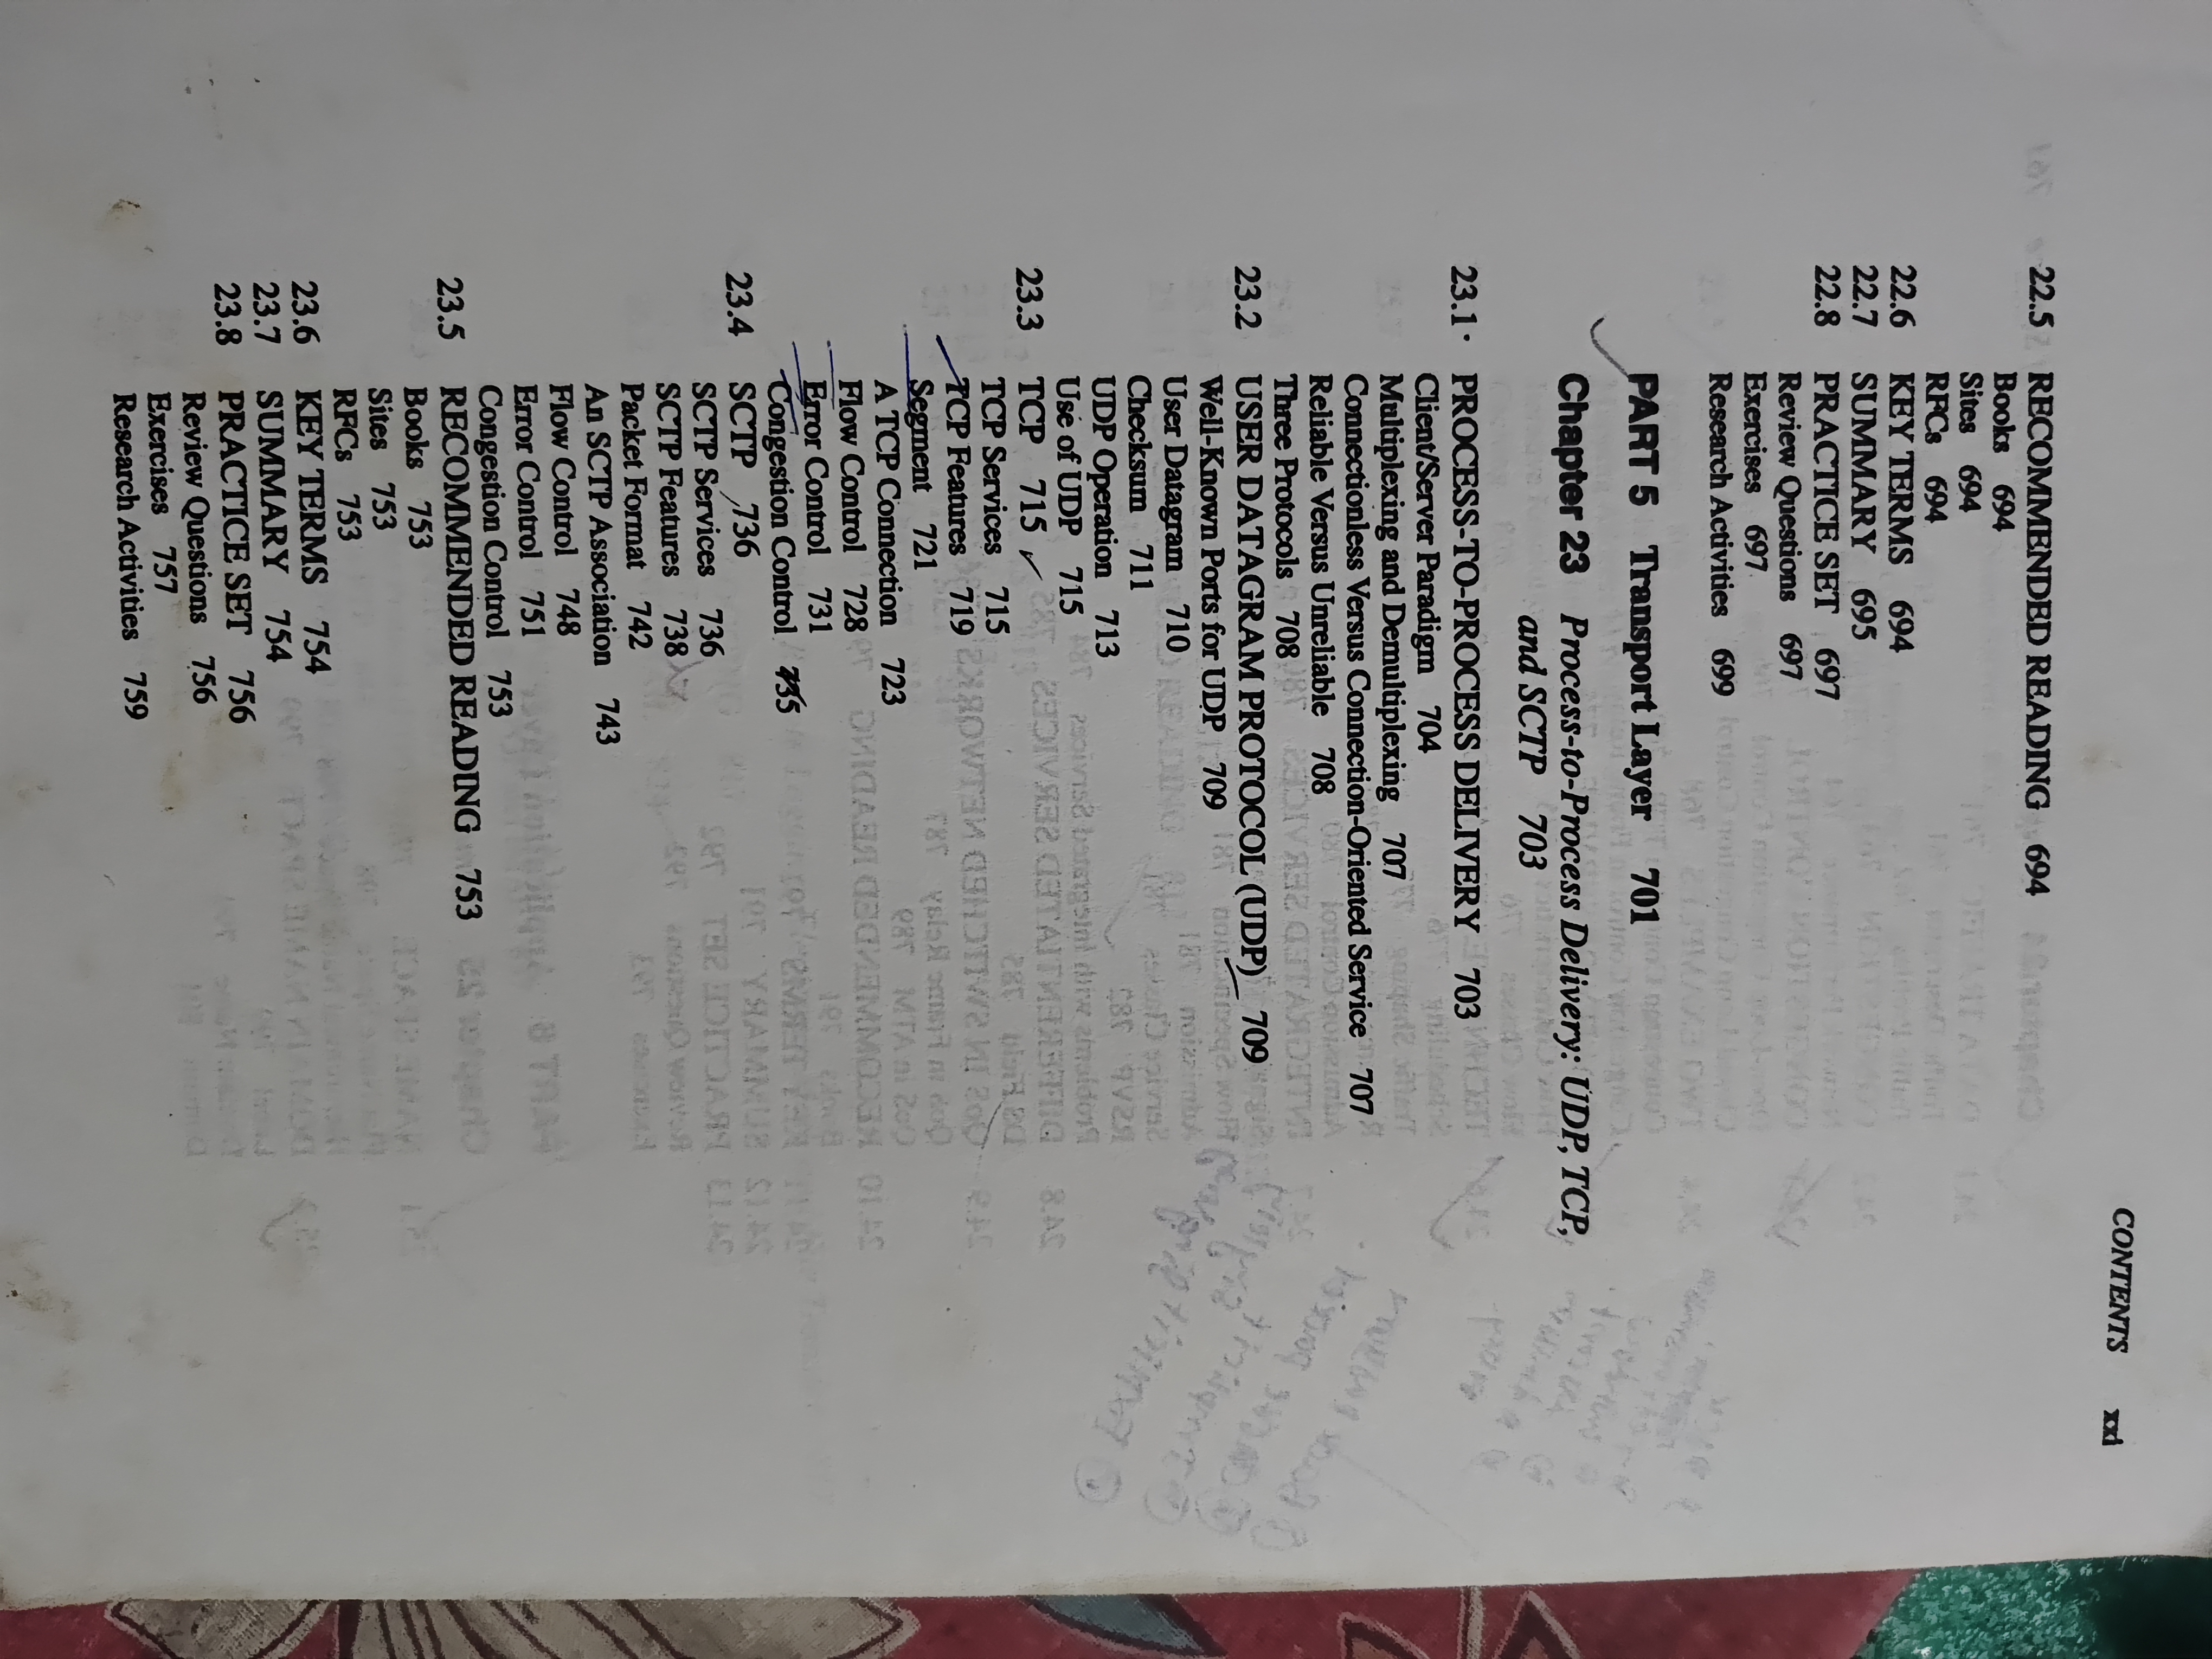 CONTENTS xxi
22.5 RECOMMENDED READING 694
Books 694
Sites 694
RFCs 694
22.6 KEY TERMS 694
22.7 SUMMARY 695
22.8 PRACTICE SET 697
Review Questions 697
Exercises 697
Research Activities 699
PART 5 Transport Layer 701
Chapter 23 Process-to-Process Delivery: UDP, TCP,
and SCTP 703
23.1 PROCESS-TO-PROCESS DELIVERY 703
Client/Server Paradigm 704
Multiplexing and Demultiplexing 707
Connectionless Versus Connection-Oriented Service 707
Reliable Versus Unreliable 708
Three Protocols 708
23.2 USER DATAGRAM PROTOCOL (UDP) 709
Well-Known Ports for UDP 709
User Datagram 710
Checksum 711
UDP Operation 713
Use of UDP 715
23.3 TCP 715
TCP Services 715
TCP Features 719
Segment 721
A TCP Connection 723
Flow Control 728
Error Control 731
Congestion Control 735
23.4 SCTP 736
SCTP Services 736
SCTP Features 738
Packet Format 742
An SCTP Association 743
Flow Control 748
Error Control 751
Congestion Control 753
23.5 RECOMMENDED READING 753
Books 753
Sites 753
RFCs 753
23.6 KEY TERMS 754
23.7 SUMMARY 754
23.8 PRACTICE SET 756
Review Questions 756
Exercises 757
Research Activities 759